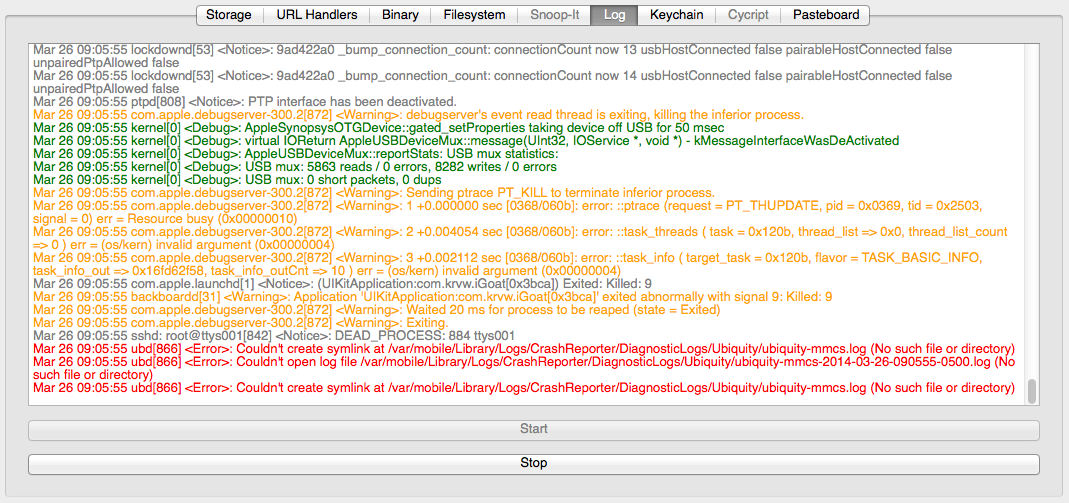 Storage URL Handlers Binary Filesystem Snoop-It Log Keychain Cycript Pasteboard
Mar 26 09:05:55 lockdownd[53] <Notice>: 9ad422a0 _bump_connection_count: connectionCount now 13 usbHostConnected false pairableHostConnected false
unpairedPtpAllowed false
Mar 26 09:05:55 lockdownd[53] <Notice>: 9ad422a0 _bump_connection_count: connectionCount now 14 usbHostConnected false pairableHostConnected false
unpairedPtpAllowed false
Mar 26 09:05:55 ptpd[808] <Notice>: PTP interface has been deactivated.
Mar 26 09:05:55 com.apple.debugserver-300.2[872] <Warning>: debugserver's event read thread is exiting, killing the inferior process.
Mar 26 09:05:55 kernel[0] <Debug>: AppleSynopsysOTGDevice::gated_setProperties taking device off USB for 50 msec
Mar 26 09:05:55 kernel[0] <Debug>: virtual IOReturn AppleUSBDeviceMux::message(UInt32, IOService *, void *) - kMessageInterfaceWasDeActivated
Mar 26 09:05:55 kernel[0] <Debug>: AppleUSBDeviceMux::reportStats: USB mux statistics:
Mar 26 09:05:55 kernel[0] <Debug>: USB mux: 5863 reads / 0 errors, 8282 writes / 0 errors
Mar 26 09:05:55 kernel[0] <Debug>: USB mux: 0 short packets, 0 dups
Mar 26 09:05:55 com.apple.debugserver-300.2[872] <Warning>: Sending ptrace PT_KILL to terminate inferior process.
Mar 26 09:05:55 com.apple.debugserver-300.2[872] <Warning>: 1 +0.000000 sec [0368/060b]: error: ::ptrace (request = PT_THUPDATE, pid = 0x0369, tid = 0x2503,
signal = 0) err = Resource busy (0x00000010)
Mar 26 09:05:55 com.apple.debugserver-300.2[872] <Warning>: 2 +0.004054 sec [0368/060b]: error: ::task_threads ( task = 0x120b, thread_list => 0x0, thread_list_count
=> 0 ) err = (os/kern) invalid argument (0x00000004)
Mar 26 09:05:55 com.apple.debugserver-300.2[872] <Warning>: 3 +0.002112 sec [0368/060b]: error: ::task_info ( target_task = 0x120b, flavor = TASK_BASIC_INFO,
task_info_out => 0x16fd62f58, task_info_outCnt => 10 ) err = (os/kern) invalid argument (0x00000004)
Mar 26 09:05:55 com.apple.launchd[1] <Notice>: (UIKitApplication:com.krvw.iGoat[0x3bca]) Exited: Killed: 9
Mar 26 09:05:55 backboardd[31] <Warning>: Application 'UIKitApplication:com.krvw.iGoat[0x3bca]' exited abnormally with signal 9: Killed: 9
Mar 26 09:05:55 com.apple.debugserver-300.2[872] <Warning>: Waited 20 ms for process to be reaped (state = Exited)
Mar 26 09:05:55 com.apple.debugserver-300.2[872] <Warning>: Exiting.
Mar 26 09:05:55 sshd: root@ttys001[842] <Notice>: DEAD_PROCESS: 884 ttys001
Mar 26 09:05:55 ubd[866] <Error>: Couldn't create symlink at /var/mobile/Library/Logs/CrashReporter/DiagnosticLogs/Ubiquity/ubiquity-mmcs.log (No such file or directory)
Mar 26 09:05:55 ubd[866] <Error>: Couldn't open log file /var/mobile/Library/Logs/CrashReporter/DiagnosticLogs/Ubiquity/ubiquity-mmcs-2014-03-26-090555-0500.log (No
such file or directory)
Mar 26 09:05:55 ubd[866] <Error>: Couldn't create symlink at /var/mobile/Library/Logs/CrashReporter/DiagnosticLogs/Ubiquity/ubiquity-mmcs.log (No such file or directory)
Start
Stop